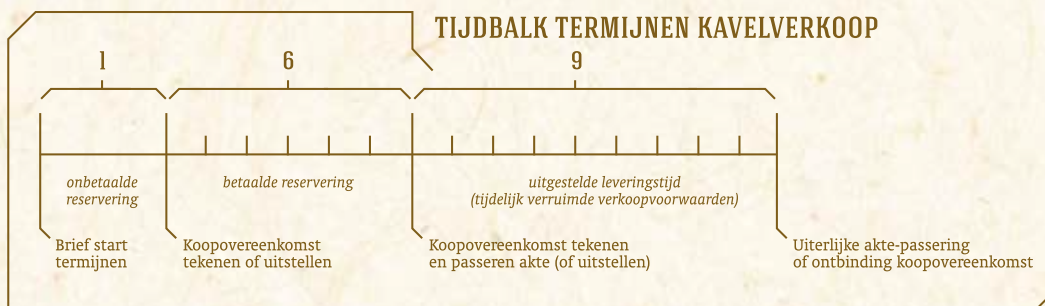 TIJDBALK TERMIJNEN KAVELVERKOOP
1
6
9
onbetaalde
reservering
betaalde reservering
uitgestelde leveringstijd
(tijdelijk verruimde verkoopvoorwaarden)
Brief start
termijnen
Koopovereenkomst
tekenen of uitstellen
Koopovereenkomst tekenen
en passeren akte (of uitstellen)
Uiterlijke akte-passering
of ontbinding koopovereenkomst